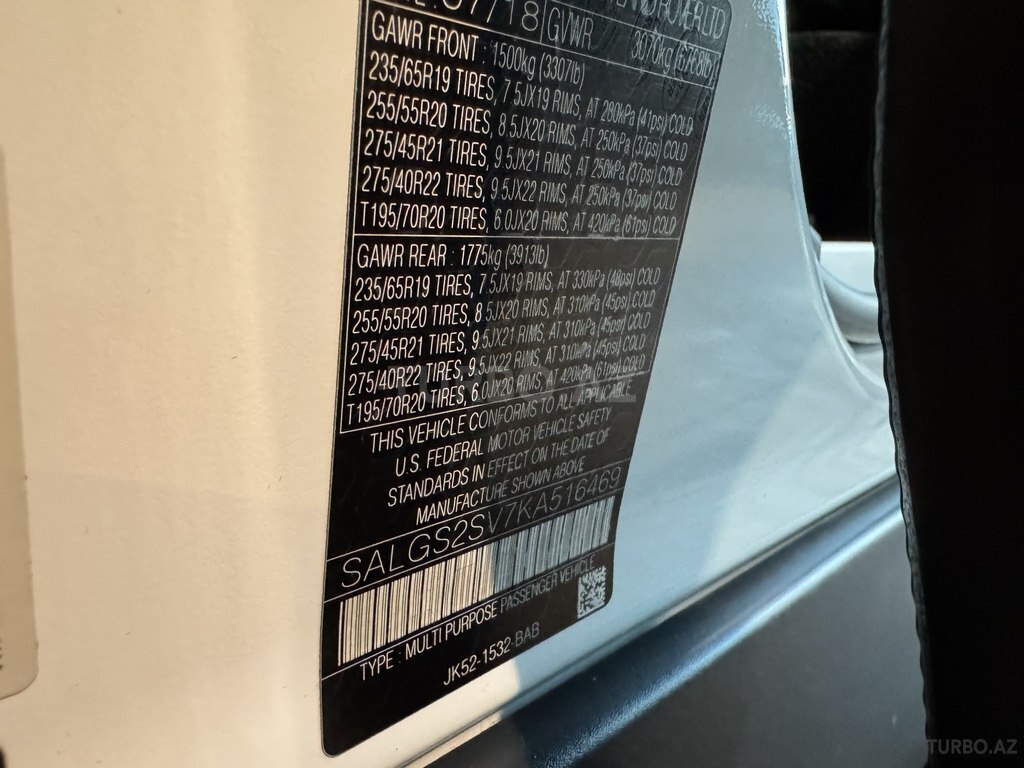 07/18 GVWR 3070kg (6768lb)
GAWR FRONT : 1500kg (3307lb)
235/65R19 TIRES, 7.5JX19 RIMS, AT 280kPa (41psi) COLD
255/55R20 TIRES, 8.5JX20 RIMS, AT 250kPa (37psi) COLD
275/45R21 TIRES, 9.5JX21 RIMS, AT 250kPa (37psi) COLD
275/40R22 TIRES, 9.5JX22 RIMS, AT 250kPa (37psi) COLD
T195/70R20 TIRES, 6.0JX20 RIMS, AT 420kPa (61psi) COLD
GAWR REAR : 1775kg (3913lb)
235/65R19 TIRES, 7.5JX19 RIMS, AT 330kPa (48psi) COLD
255/55R20 TIRES, 8.5JX20 RIMS, AT 310kPa (45psi) COLD
275/45R21 TIRES, 9.5JX21 RIMS, AT 310kPa (45psi) COLD
275/40R22 TIRES, 9.5JX22 RIMS, AT 310kPa (45psi) COLD
T195/70R20 TIRES, 6.0JX20 RIMS, AT 420kPa (61psi) COLD
THIS VEHICLE CONFORMS TO ALL APPLICABLE
U.S. FEDERAL MOTOR VEHICLE SAFETY
STANDARDS IN EFFECT ON THE DATE OF
MANUFACTURE SHOWN ABOVE
SALGS2SV7KA516469
TYPE : MULTI PURPOSE PASSENGER VEHICLE
JK52-1532-BAB
TURBO.AZ